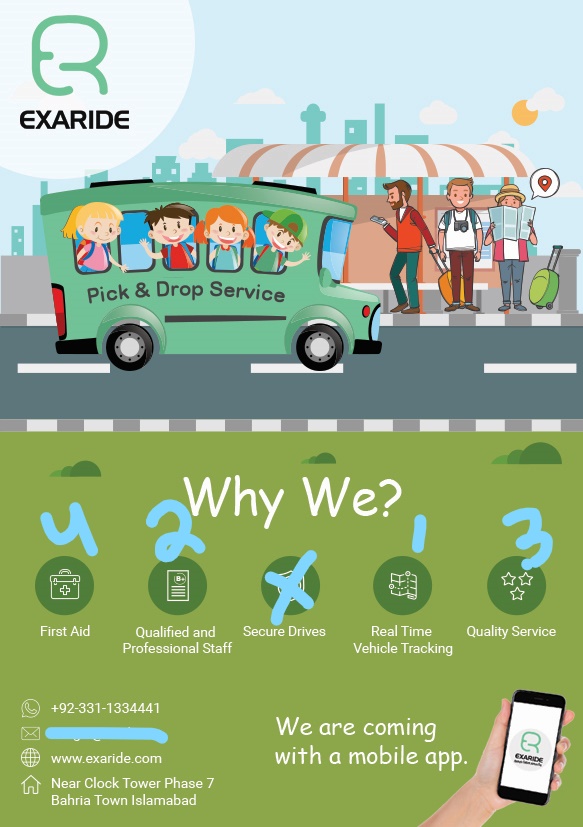 EXARIDE
Pick & Drop Service
Why We?
4 2 1 3
First Aid
Qualified and
Professional Staff
Secure Drives
Real Time
Vehicle Tracking
Quality Service
+92-331-1334441
www.exaride.com
Near Clock Tower Phase 7
Bahria Town Islamabad
We are coming
with a mobile app.
EXARIDE